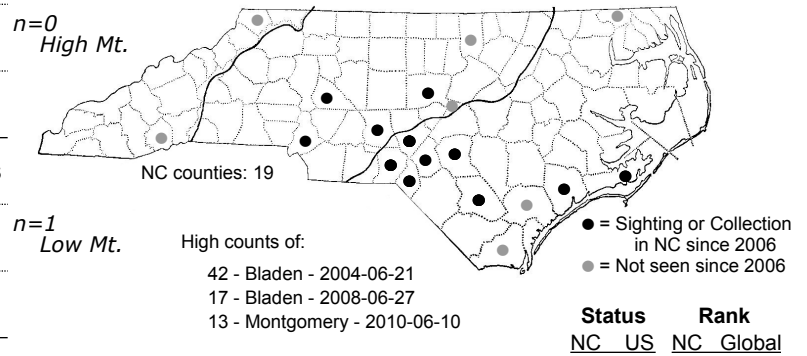 n=0
High Mt.
NC counties: 19
n=1
Low Mt.
High counts of:
42 - Bladen - 2004-06-21
17 - Bladen - 2008-06-27
13 - Montgomery - 2010-06-10
= Sighting or Collection
in NC since 2006
= Not seen since 2006
Status Rank
NC US NC Global